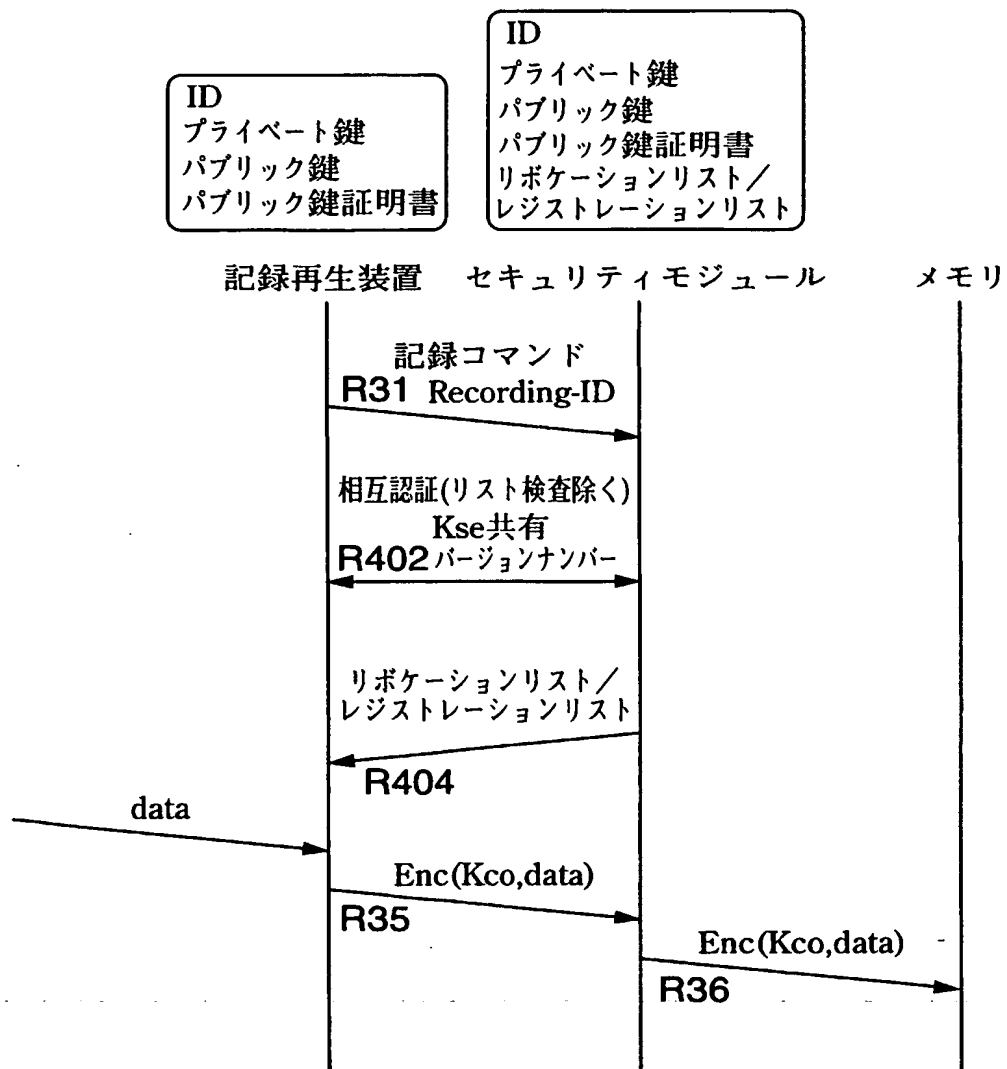 ID
プライベート鍵
パブリック鍵
パブリック鍵証明書
ID
プライベート鍵
パブリック鍵
パブリック鍵証明書
リボケーションリスト／
レジストレーションリスト
記録再生装置 セキュリティモジュール メモリ
記録コマンド
R31 Recording-ID
相互認証(リスト検査除く)
Kse共有
R402 バージョンナンバー
リボケーションリスト／
レジストレーションリスト
R404
data
Enc(Kco,data)
R35
Enc(Kco,data)
R36